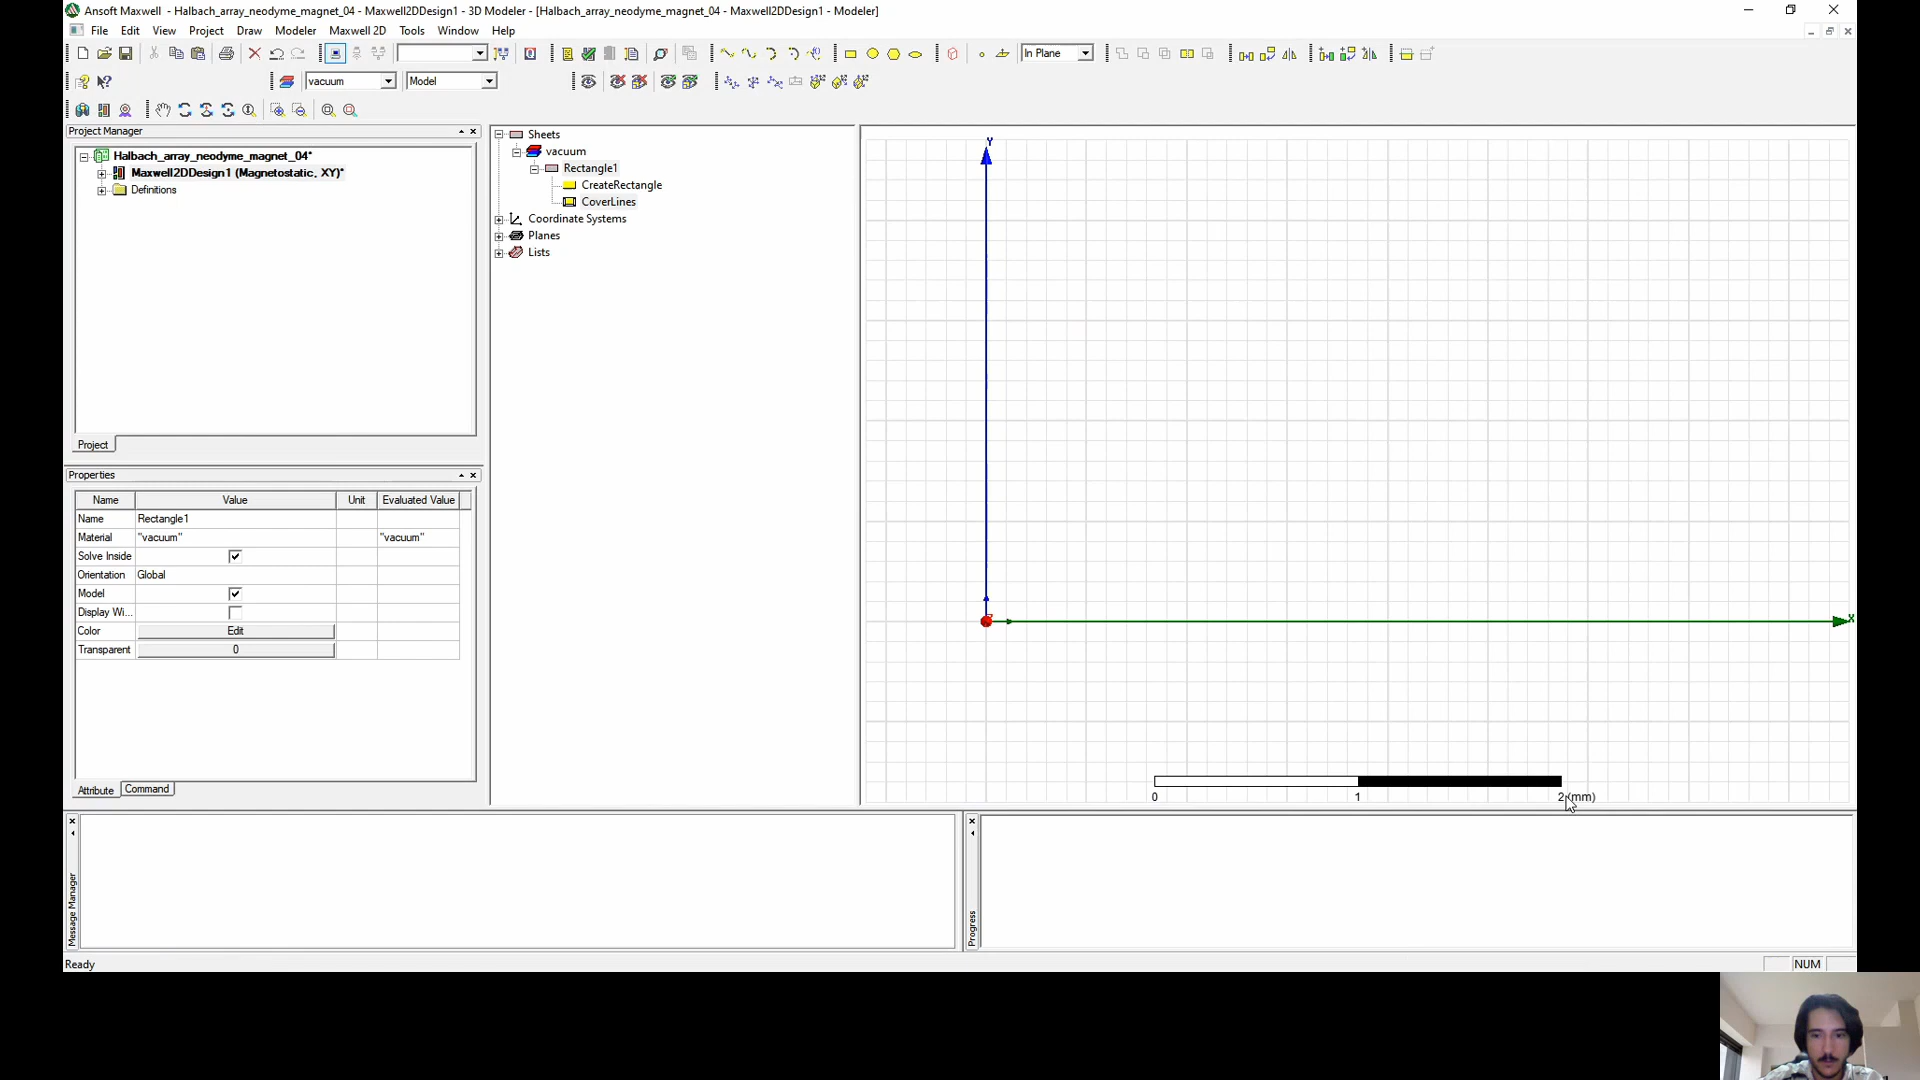 Ansoft Maxwell - Halbach_array_neodyme_magnet_04 - Maxwell2DDesign1 - 3D Modeler - [Halbach_array_neodyme_magnet_04 - Maxwell2DDesign1 - Modeler]
File Edit View Project Draw Modeler Maxwell 2D Tools Window Help
In Plane
vacuum Model
Project Manager
Halbach_array_neodyme_magnet_04*
Maxwell2DDesign1 (Magnetostatic, XY)*
Definitions
Project
Sheets
vacuum
Rectangle1
CreateRectangle
CoverLines
Coordinate Systems
Planes
Lists
Properties
Name Value Unit Evaluated Value
Name Rectangle1
Material "vacuum" "vacuum"
Solve Inside
Orientation Global
Model
Display Wi...
Color Edit
Transparent 0
Attribute Command
Y
X
0 1 2 (mm)
Message Manager
Progress
Ready
NUM